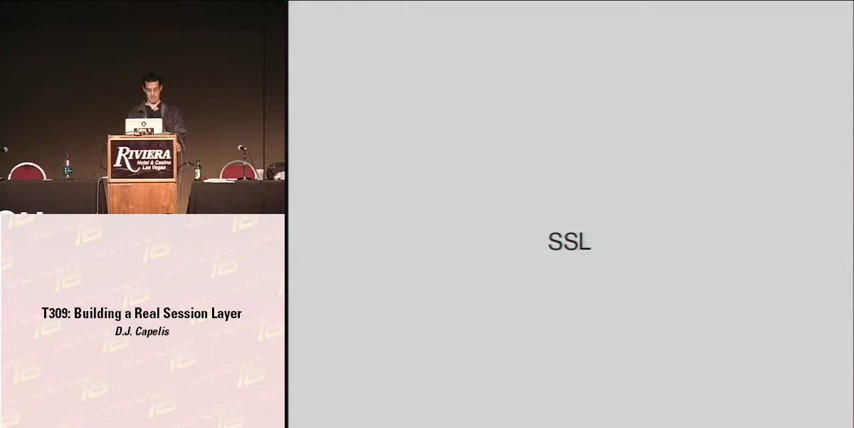 RIVIERA
Hotel & Casino
Las Vegas
T309: Building a Real Session Layer
D.J. Capelis
SSL